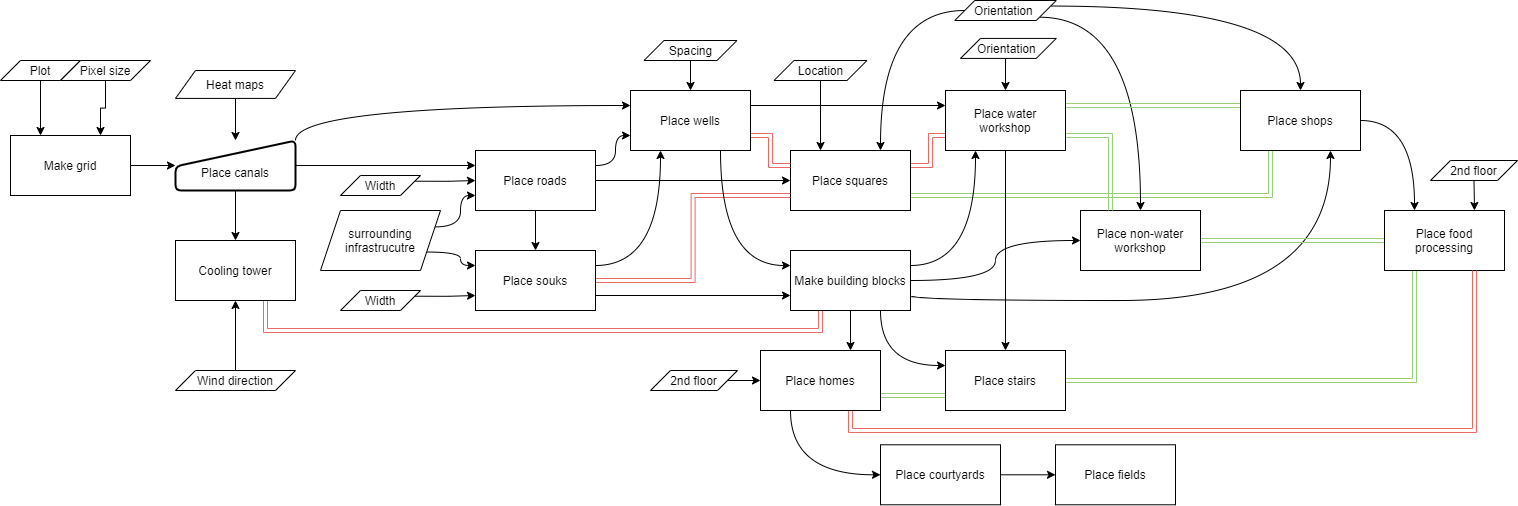 Orientation
Spacing
Orientation
Plot
Pixel size
Location
Heat maps
Place wells
Place water
workshop
Place shops
Make grid
Place canals
Width
Place roads
Place squares
2nd floor
surrounding
infrastrucutre
Place non-water
workshop
Place food
processing
Cooling tower
Place souks
Make building blocks
Width
Wind direction
2nd floor
Place homes
Place stairs
Place courtyards
Place fields